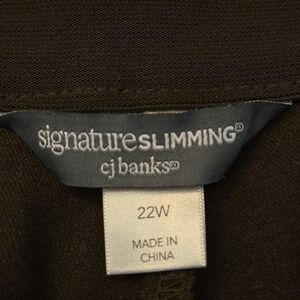 signatureSLIMMING®
cj banks®
22W
MADE IN
CHINA